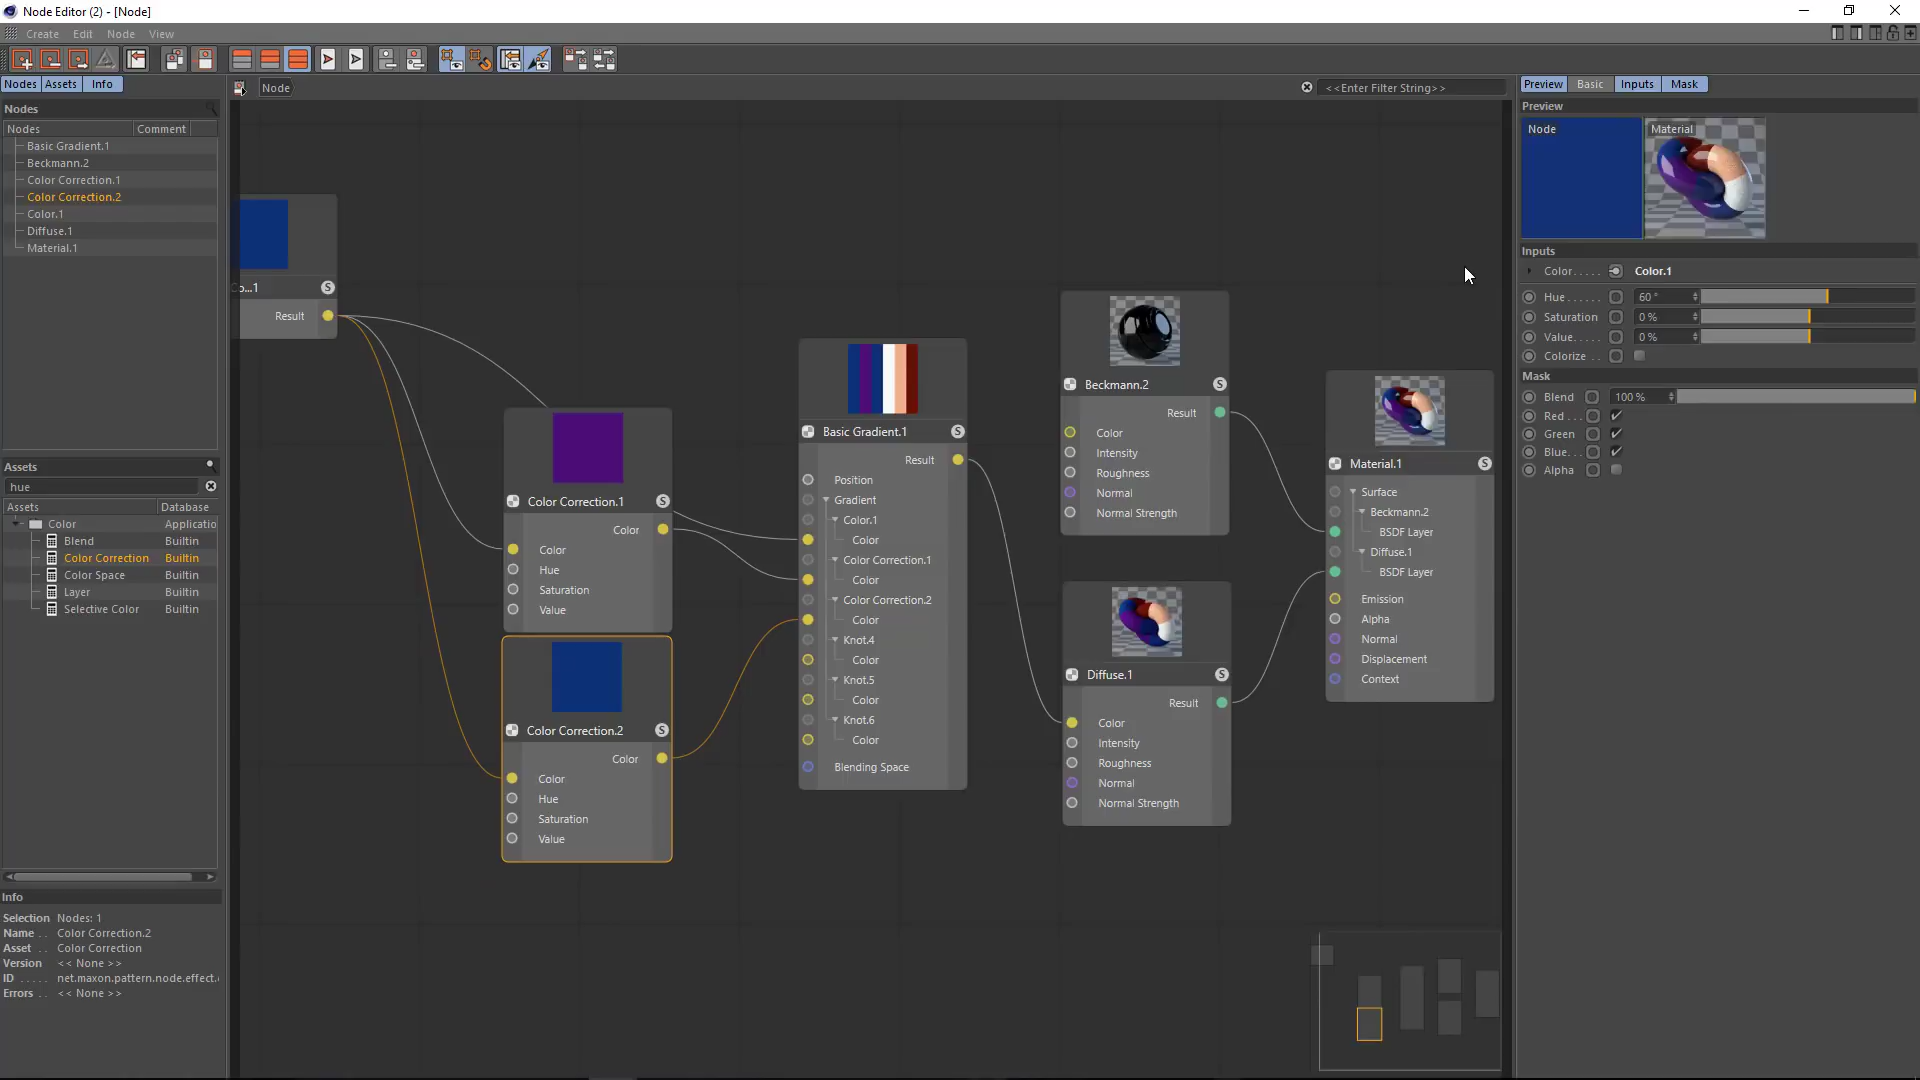 Node Editor (2) - [Node]
Create Edit Node View
Nodes Assets Info
Node
<<Enter Filter String>>
Preview Basic Inputs Mask
Nodes
Nodes Comment
Basic Gradient.1
Beckmann.2
Color Correction.1
Color Correction.2
Color.1
Diffuse.1
Material.1
Assets
hue
Assets Database
Color Applicatio
Blend Builtin
Color Correction Builtin
Color Space Builtin
Layer Builtin
Selective Color Builtin
Info
Selection Nodes: 1
Name . . Color Correction.2
Asset . . Color Correction
Version << None >>
ID . . . . . net.maxon.pattern.node.effect.
Errors . . << None >>
...1 S
Result
Color Correction.1 S
Color
Color
Hue
Saturation
Value
Color Correction.2 S
Color
Color
Hue
Saturation
Value
Basic Gradient.1 S
Result
Position
Gradient
Color.1
Color
Color Correction.1
Color
Color Correction.2
Color
Knot.4
Color
Knot.5
Color
Knot.6
Color
Blending Space
Beckmann.2 S
Result
Color
Intensity
Roughness
Normal
Normal Strength
Diffuse.1 S
Result
Color
Intensity
Roughness
Normal
Normal Strength
Material.1 S
Surface
Beckmann.2
BSDF Layer
Diffuse.1
BSDF Layer
Emission
Alpha
Normal
Displacement
Context
Preview
Node Material
Inputs
Color. . . . . Color.1
Hue . . . . . . 60 °
Saturation 0 %
Value. . . . . 0 %
Colorize . .
Mask
Blend 100 %
Red . . .
Green
Blue. . .
Alpha